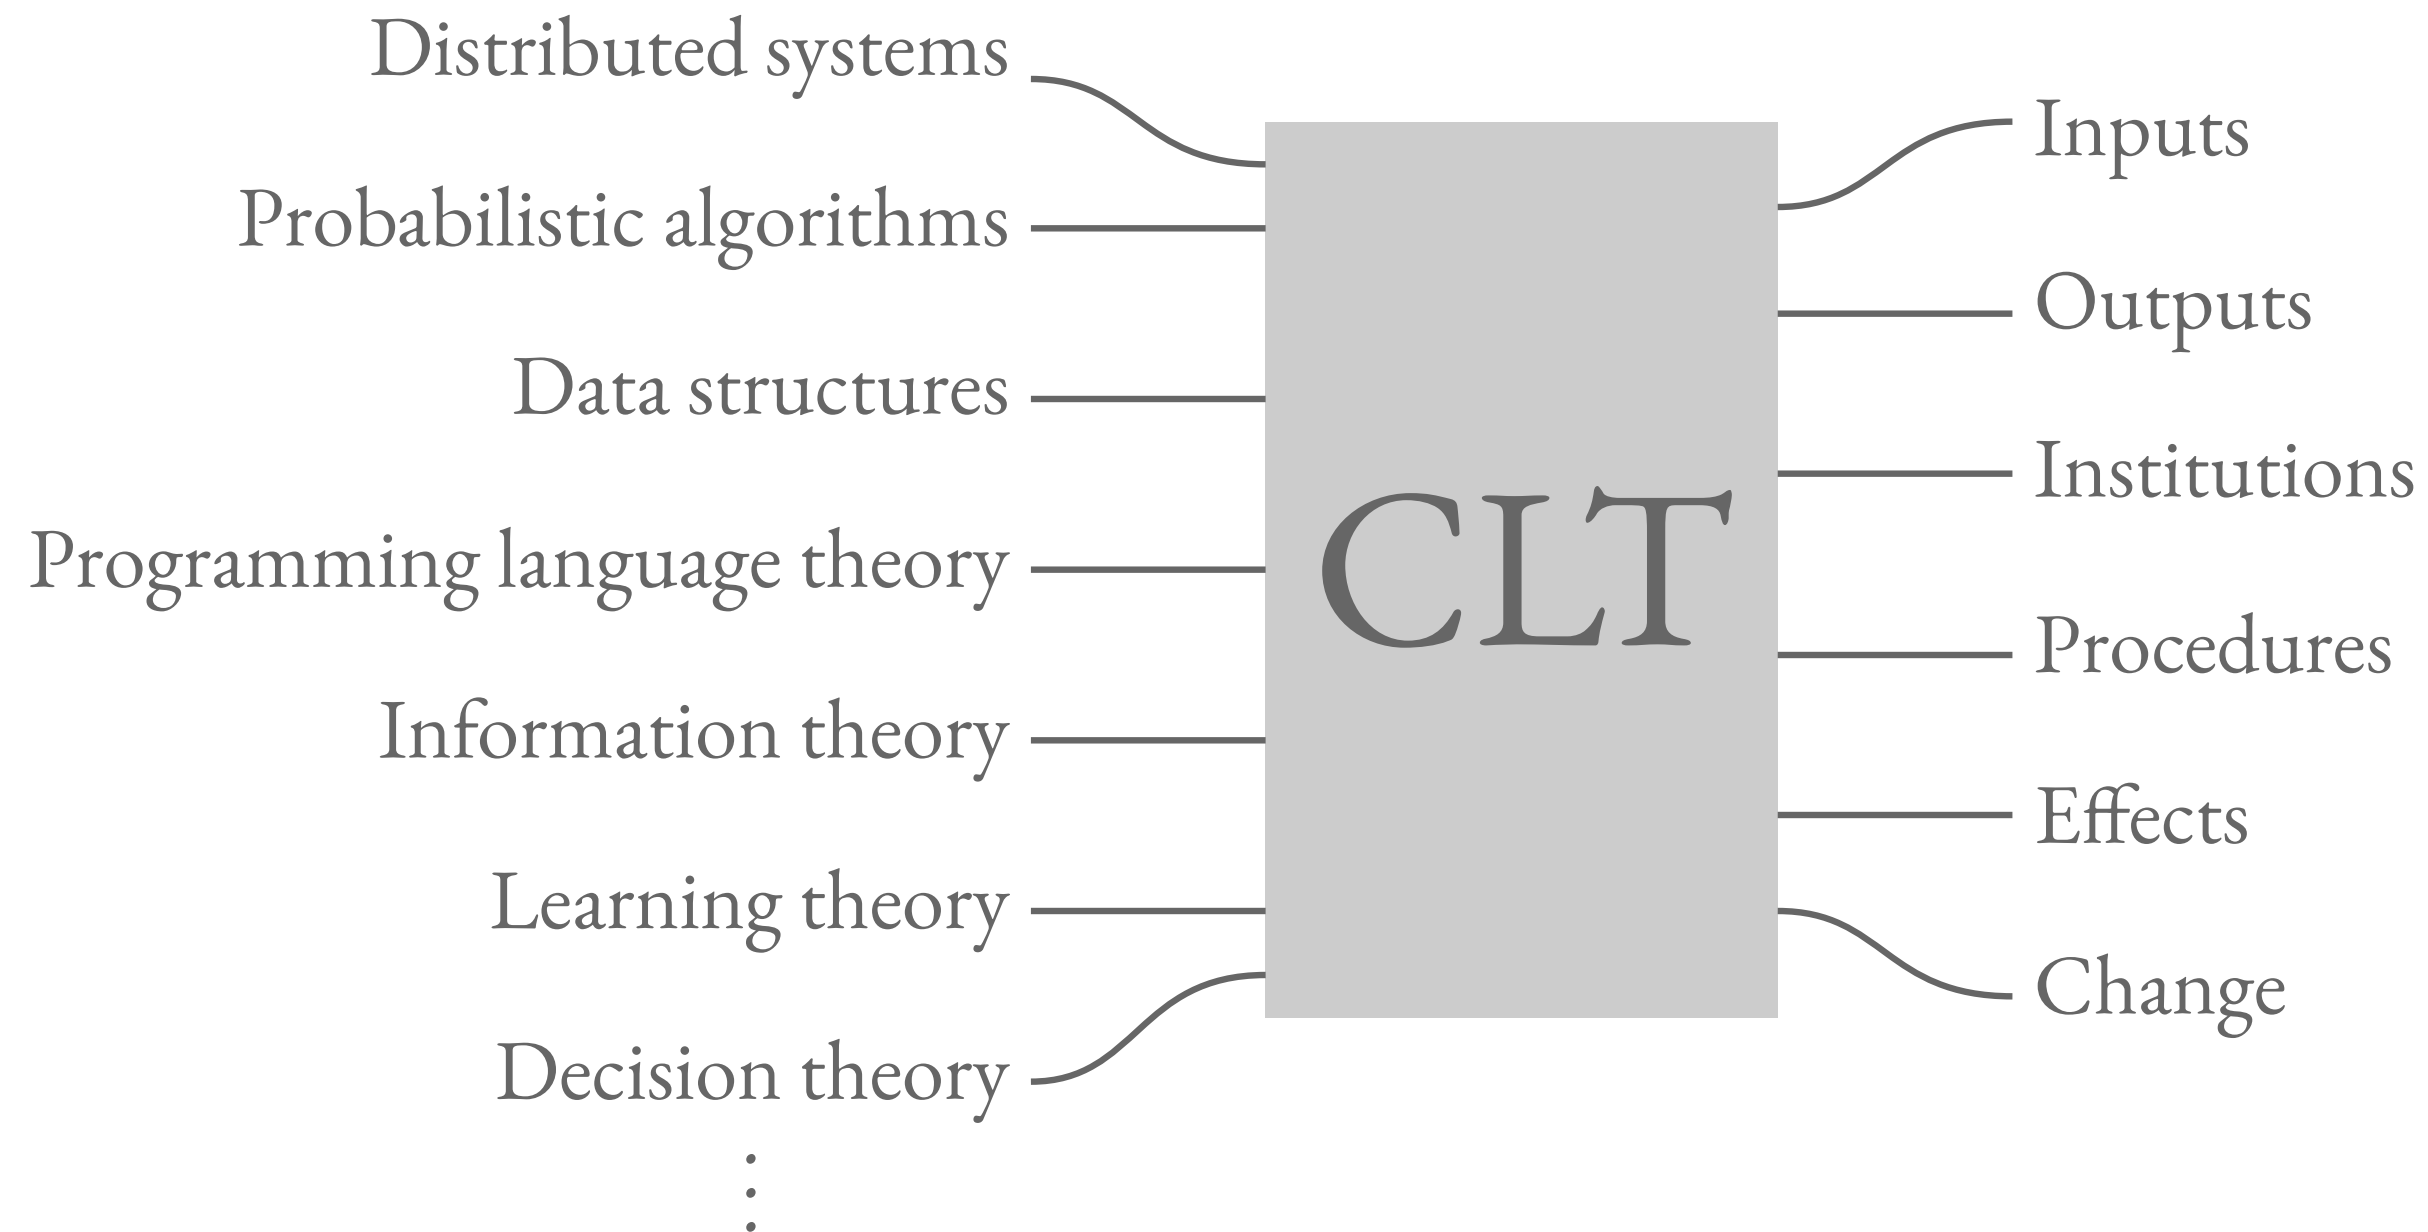 Distributed systems
Probabilistic algorithms
Data structures
Programming language theory
Information theory
Learning theory
Decision theory
⋮
CLT
Inputs
Outputs
Institutions
Procedures
Effects
Change